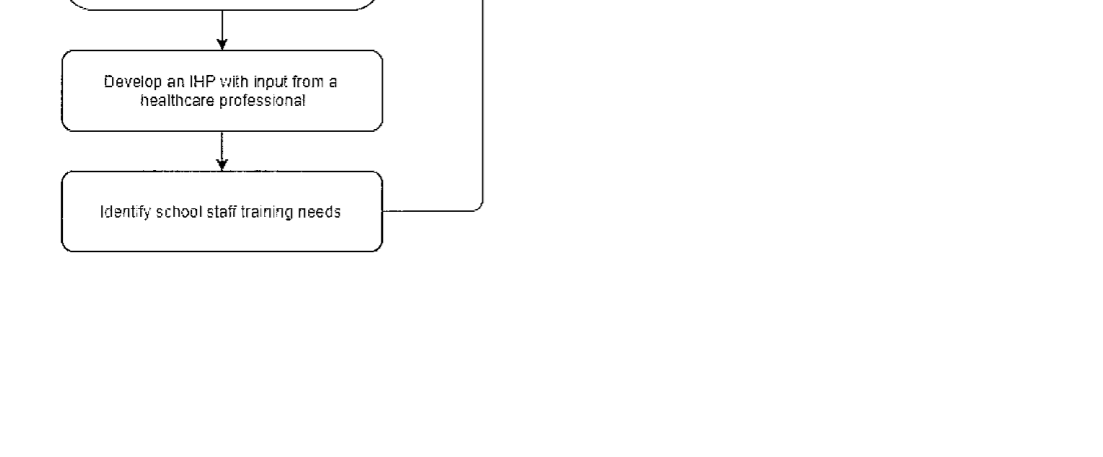 Develop an IHP with input from a
healthcare professional
Identify school staff training needs